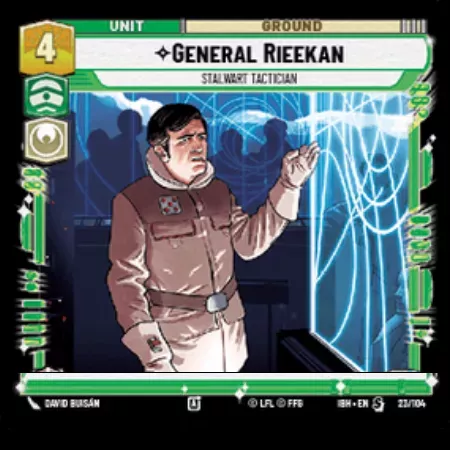 UNIT GROUND
4
GENERAL RIEEKAN
STALWART TACTICIAN
DAVID BUISÁN A © LFL © FFG IBH • EN S 23/104